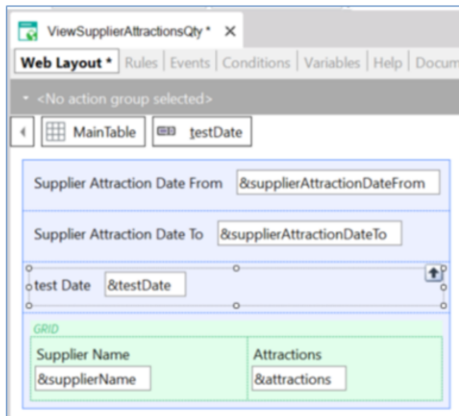 ViewSupplierAttractionsQty *
Web Layout * Rules Events Conditions Variables Help Docum
<No action group selected>
MainTable testDate
Supplier Attraction Date From &supplierAttractionDateFrom
Supplier Attraction Date To &supplierAttractionDateTo
test Date &testDate
GRID
Supplier Name Attractions
&supplierName &attractions